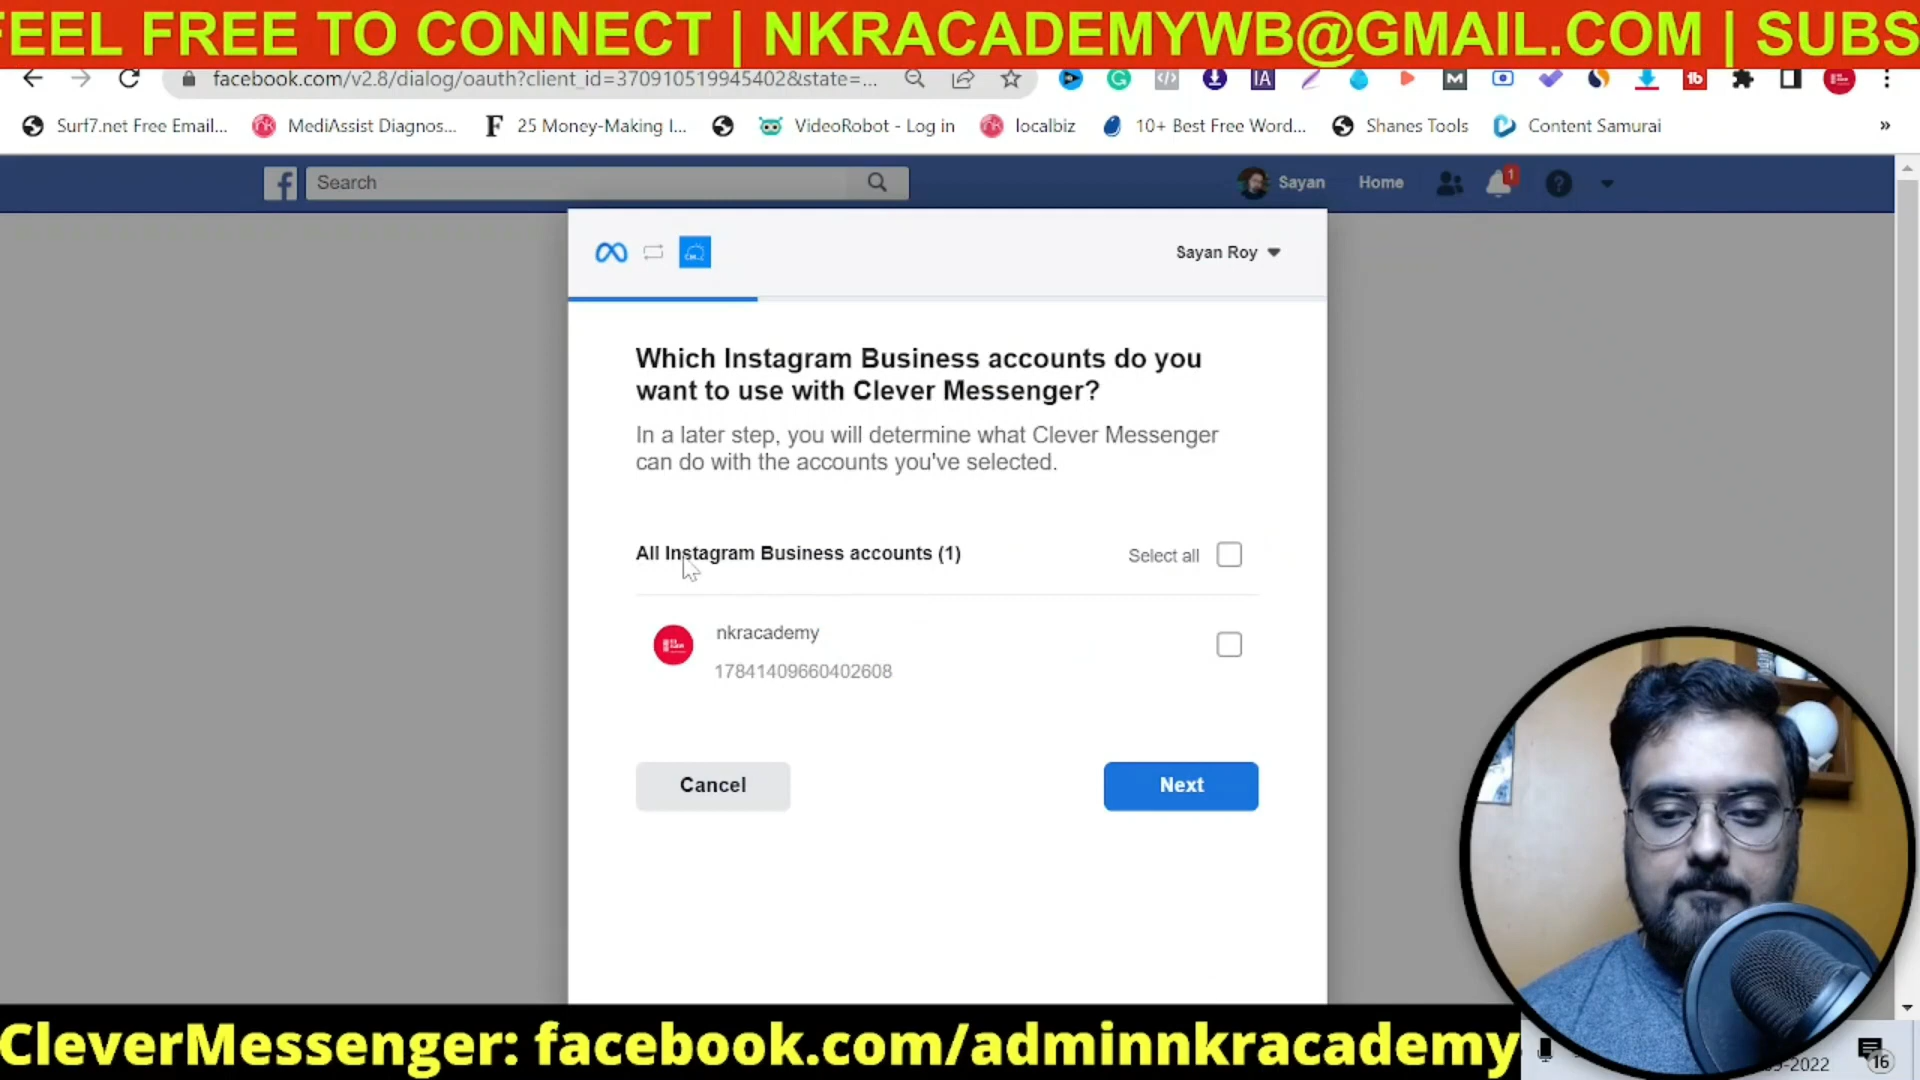 FEEL FREE TO CONNECT | NKRACADEMYWB@GMAIL.COM | SUBS
facebook.com/v2.8/dialog/oauth?client_id=370910519945402&state=...
Surf7.net Free Email... MediAssist Diagnos... 25 Money-Making I... VideoRobot - Log in localbiz 10+ Best Free Word... Shanes Tools Content Samurai »
Search Sayan Home 1
Sayan Roy
Which Instagram Business accounts do you
want to use with Clever Messenger?
In a later step, you will determine what Clever Messenger
can do with the accounts you've selected.
All Instagram Business accounts (1) Select all
nkracademy
17841409660402608
Cancel Next
CleverMessenger: facebook.com/adminnkracademy
-2022 16